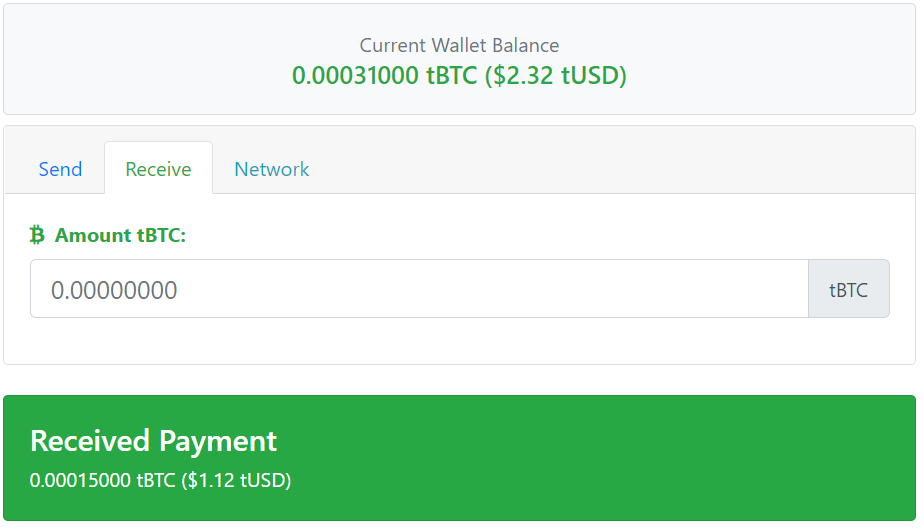 Current Wallet Balance
0.00031000 tBTC ($2.32 tUSD)
Send Receive Network
Amount tBTC:
0.00000000 tBTC
Received Payment
0.00015000 tBTC ($1.12 tUSD)